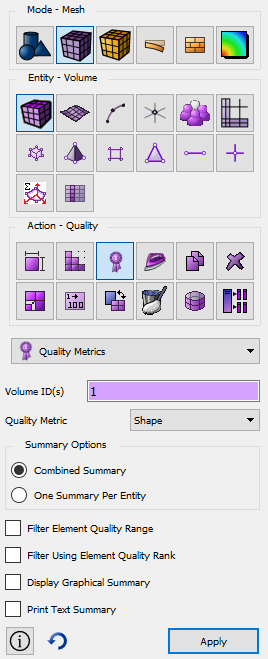 Mode - Mesh
Entity - Volume
Action - Quality
1 → 100
Quality Metrics
Volume ID(s) 1
Quality Metric Shape
Summary Options
Combined Summary
One Summary Per Entity
Filter Element Quality Range
Filter Using Element Quality Rank
Display Graphical Summary
Print Text Summary
Apply